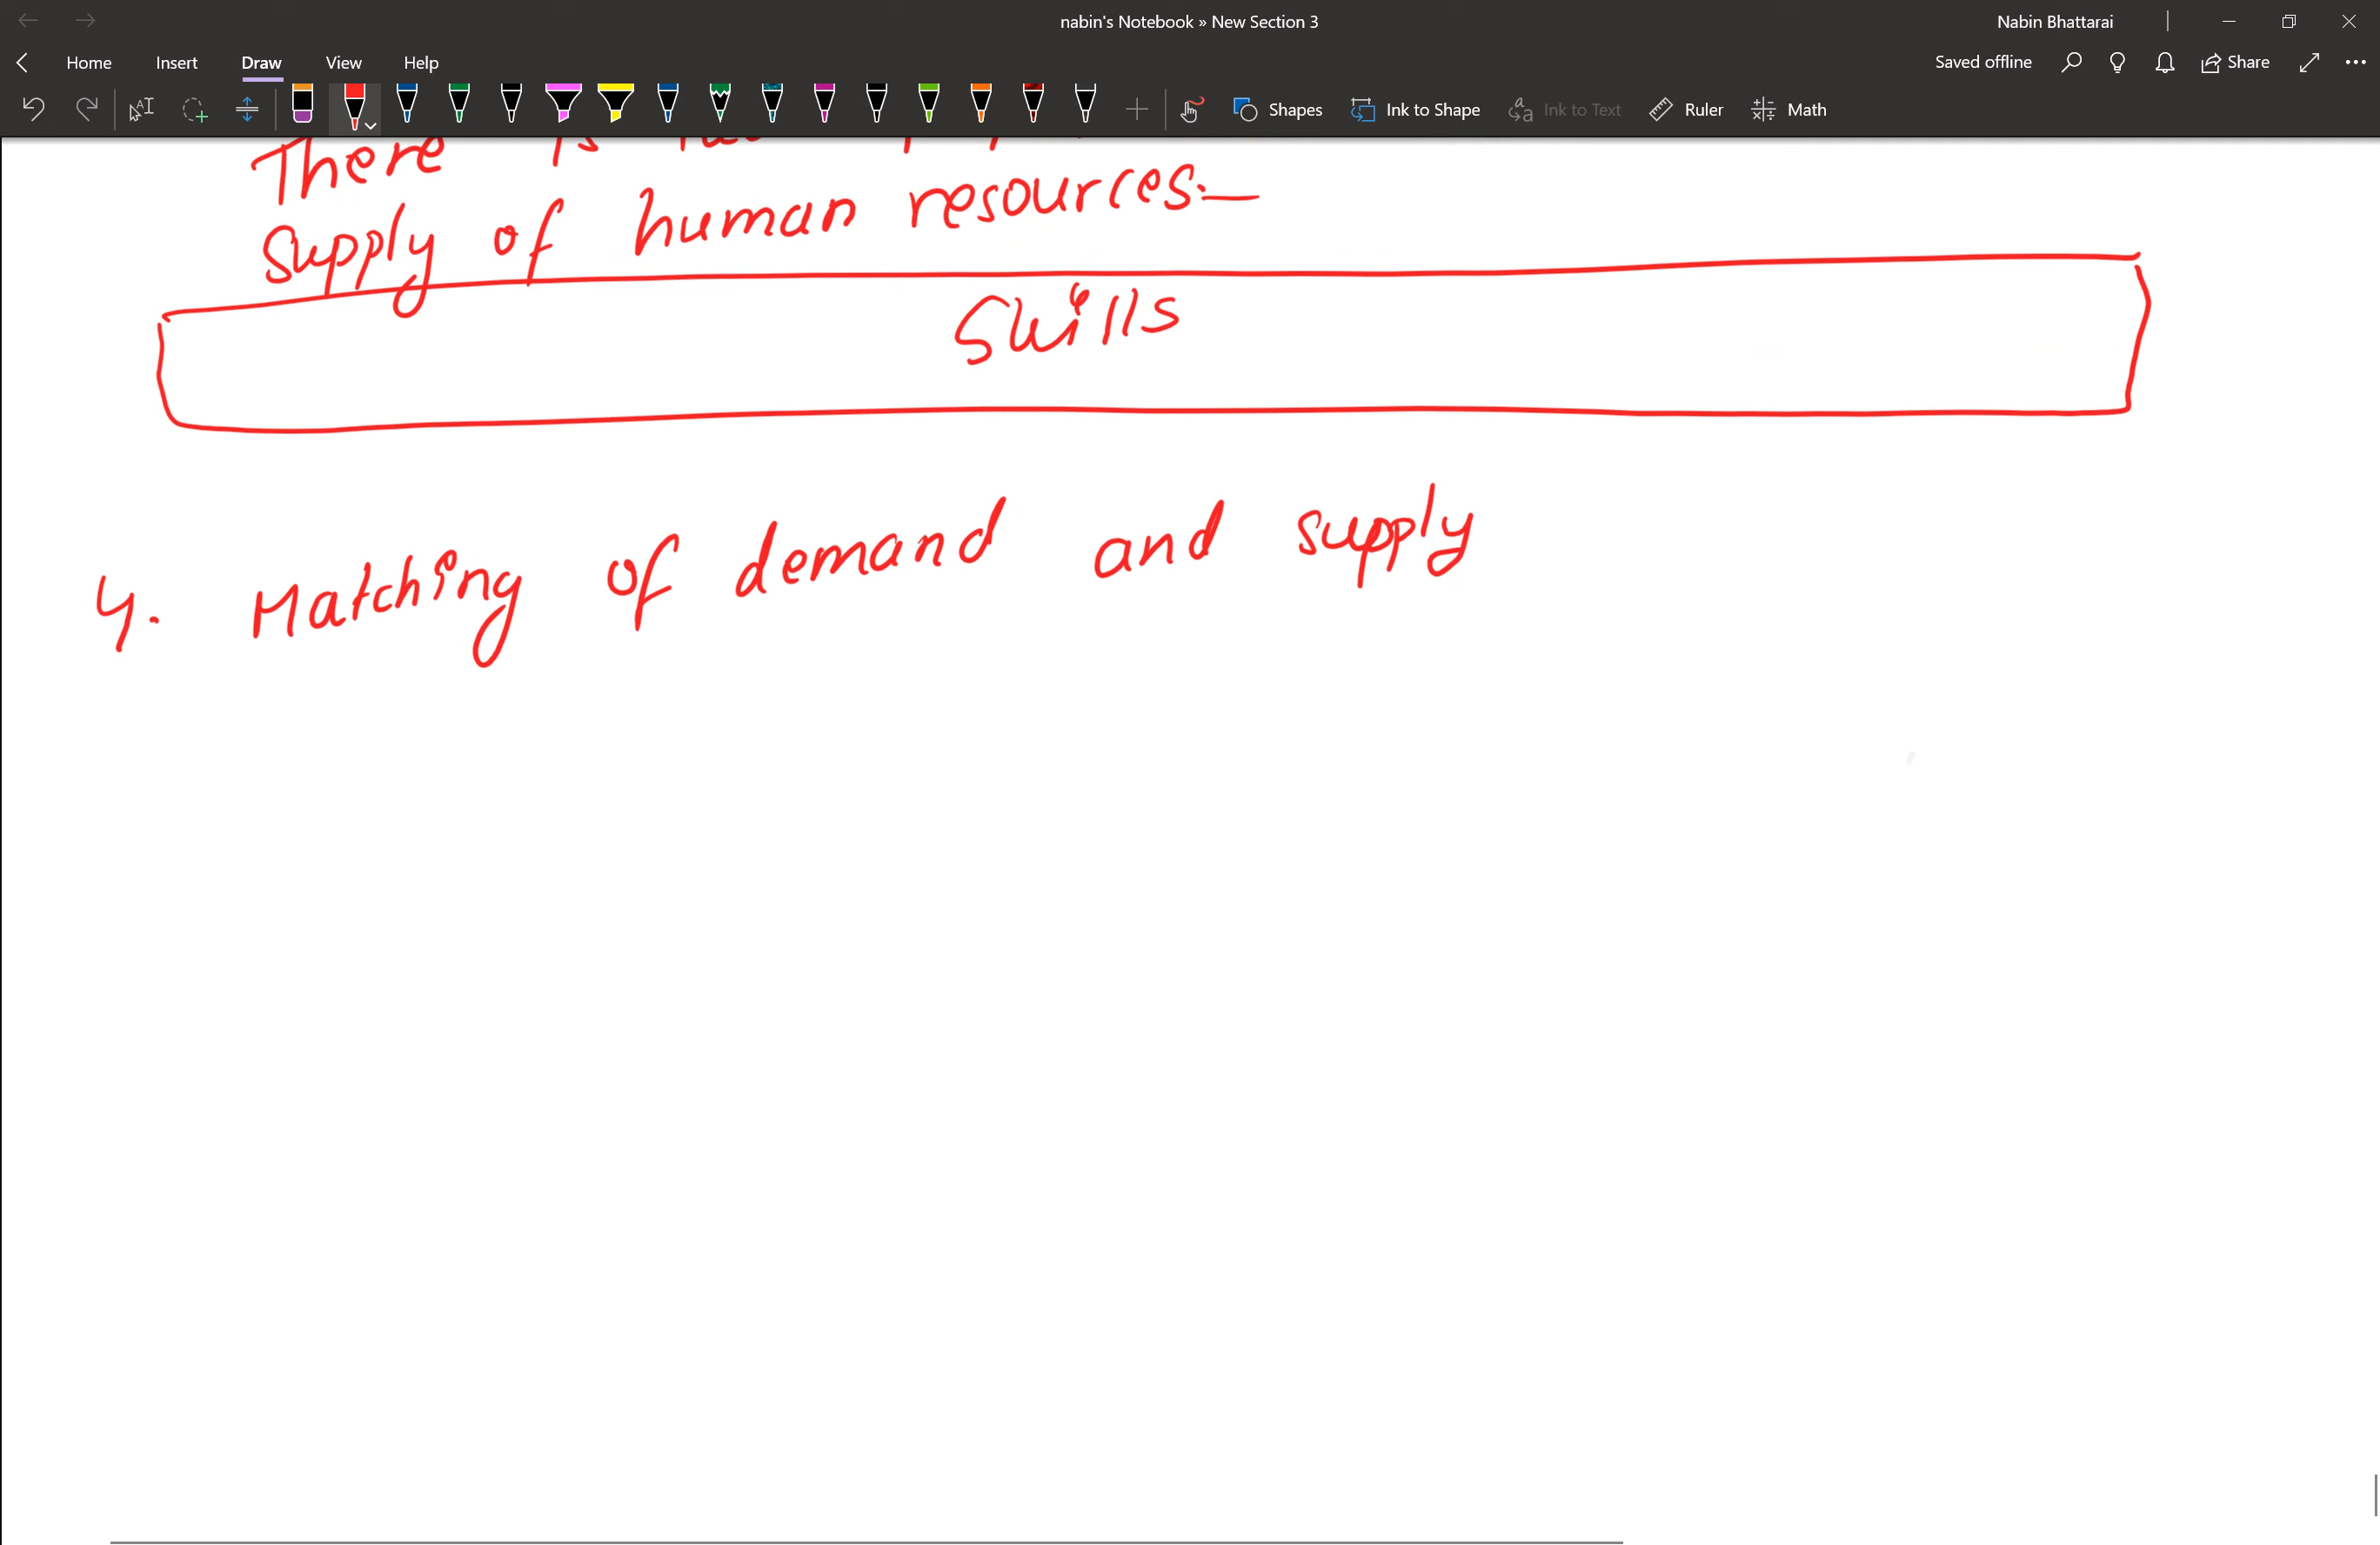 nabin's Notebook » New Section 3
Nabin Bhattarai
Home Insert Draw View Help
Saved offline Share
Shapes Ink to Shape Ink to Text Ruler Math
There is
supply of human resources:—
Skills
4. Matching of demand and supply